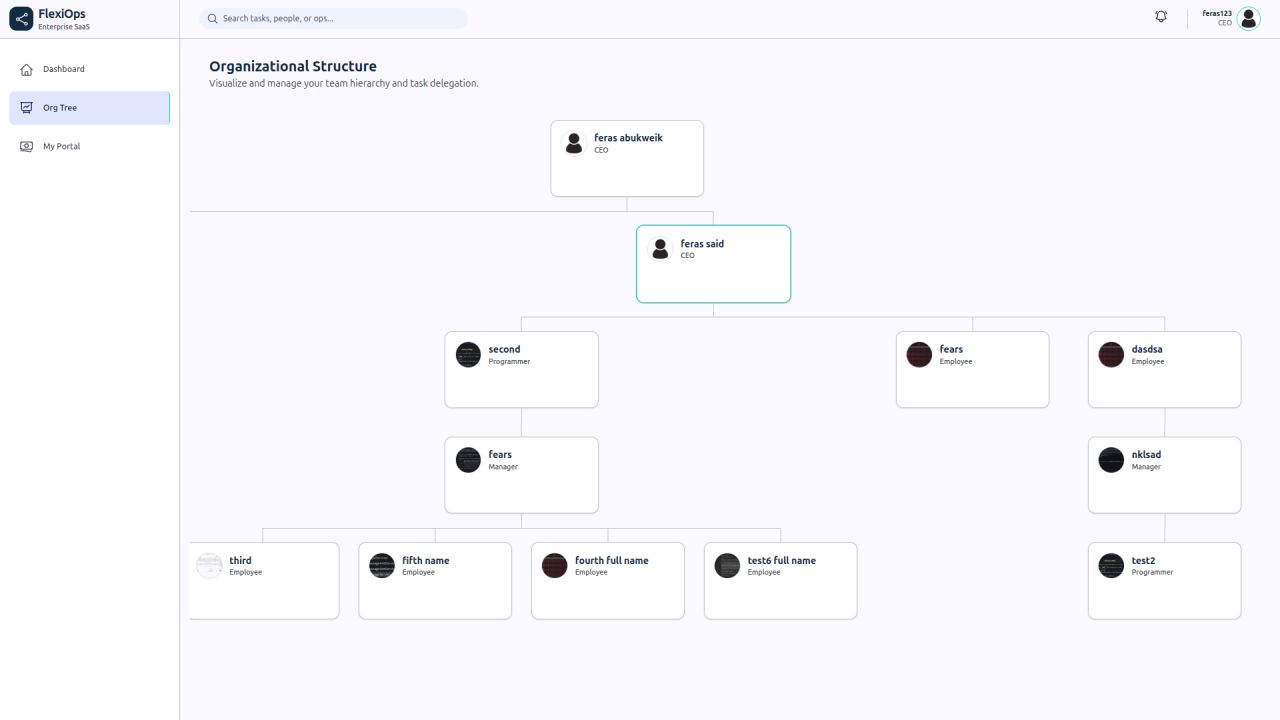 FlexiOps
Enterprise SaaS
Search tasks, people, or ops...
feras123
CEO
Dashboard
Org Tree
My Portal
Organizational Structure
Visualize and manage your team hierarchy and task delegation.
feras abukweik
CEO
feras said
CEO
second
Programmer
fears
Employee
dasdsa
Employee
fears
Manager
nklsad
Manager
third
Employee
fifth name
Employee
fourth full name
Employee
test6 full name
Employee
test2
Programmer